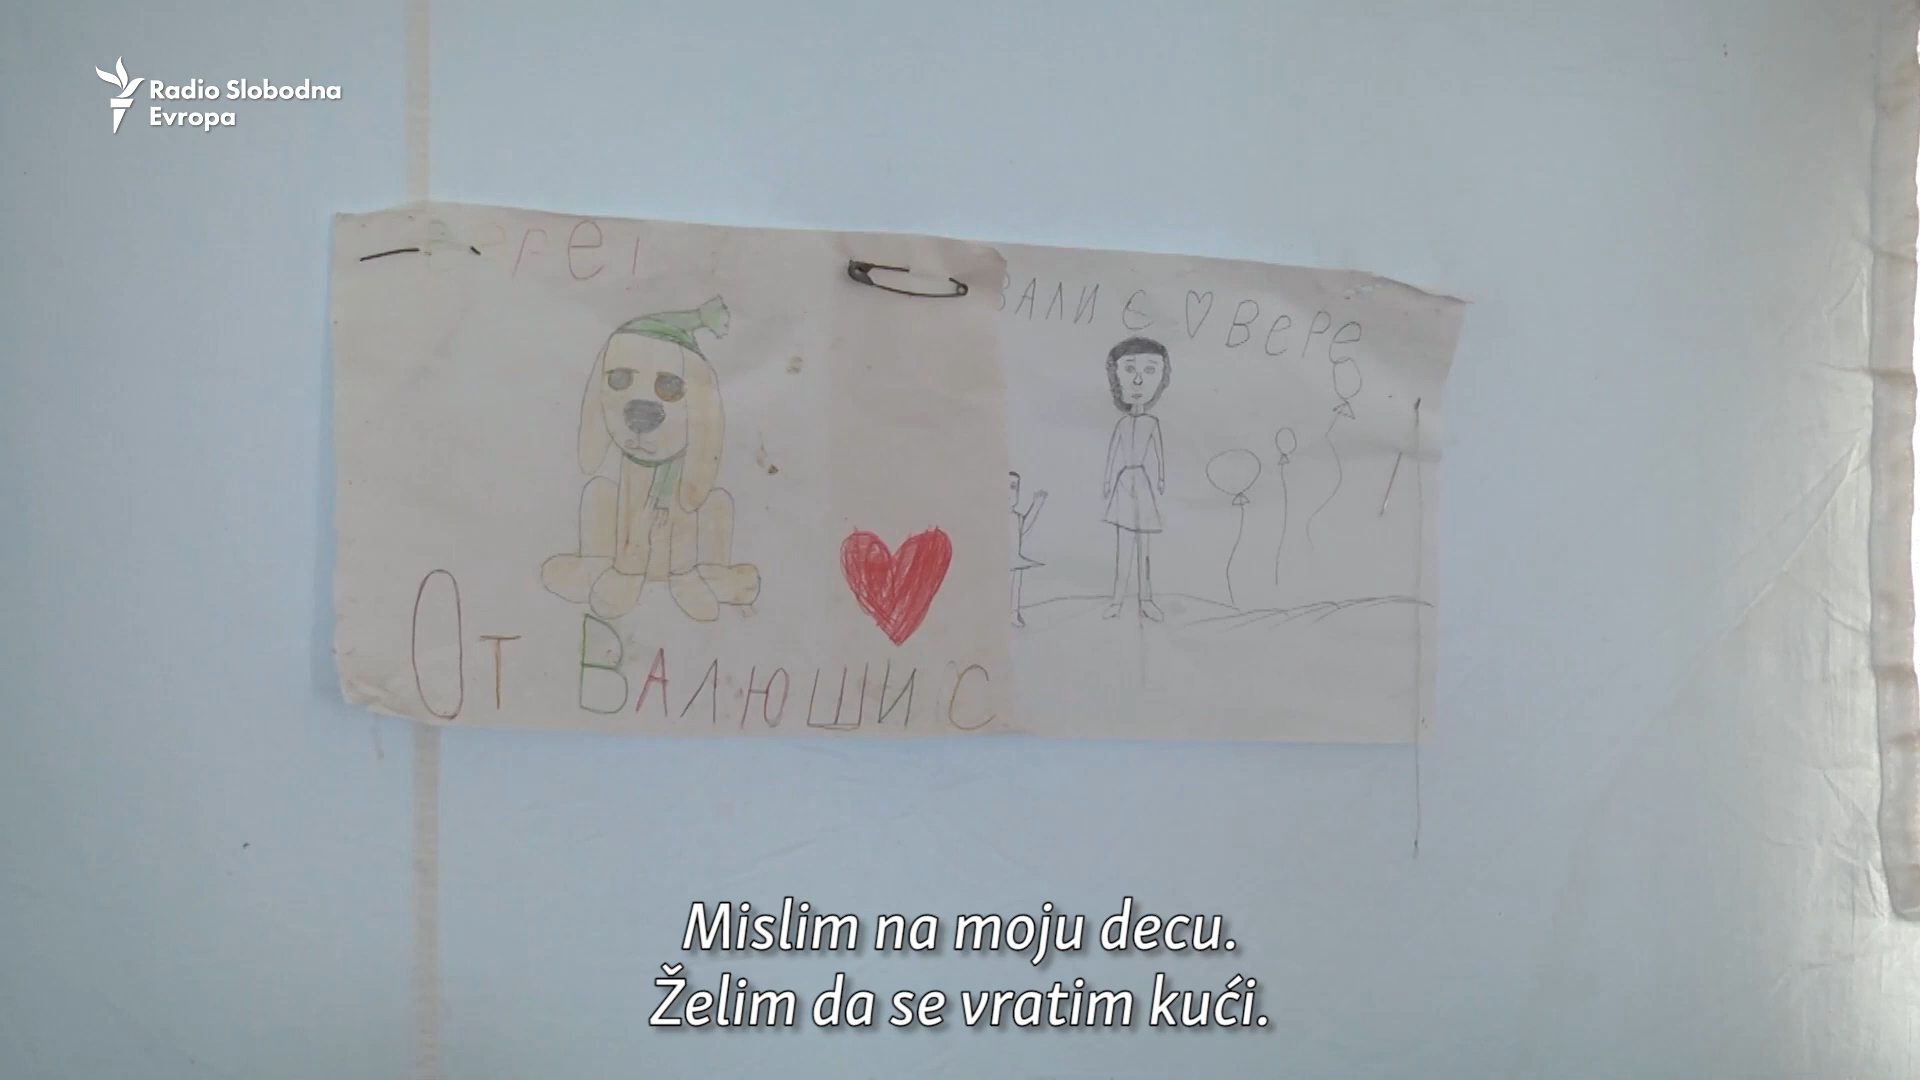 Radio Slobodna
Evropa
ВАЛИ Є ♡ ВЕРЕ
От Валюши С
Mislim na moju decu.
Želim da se vratim kući.